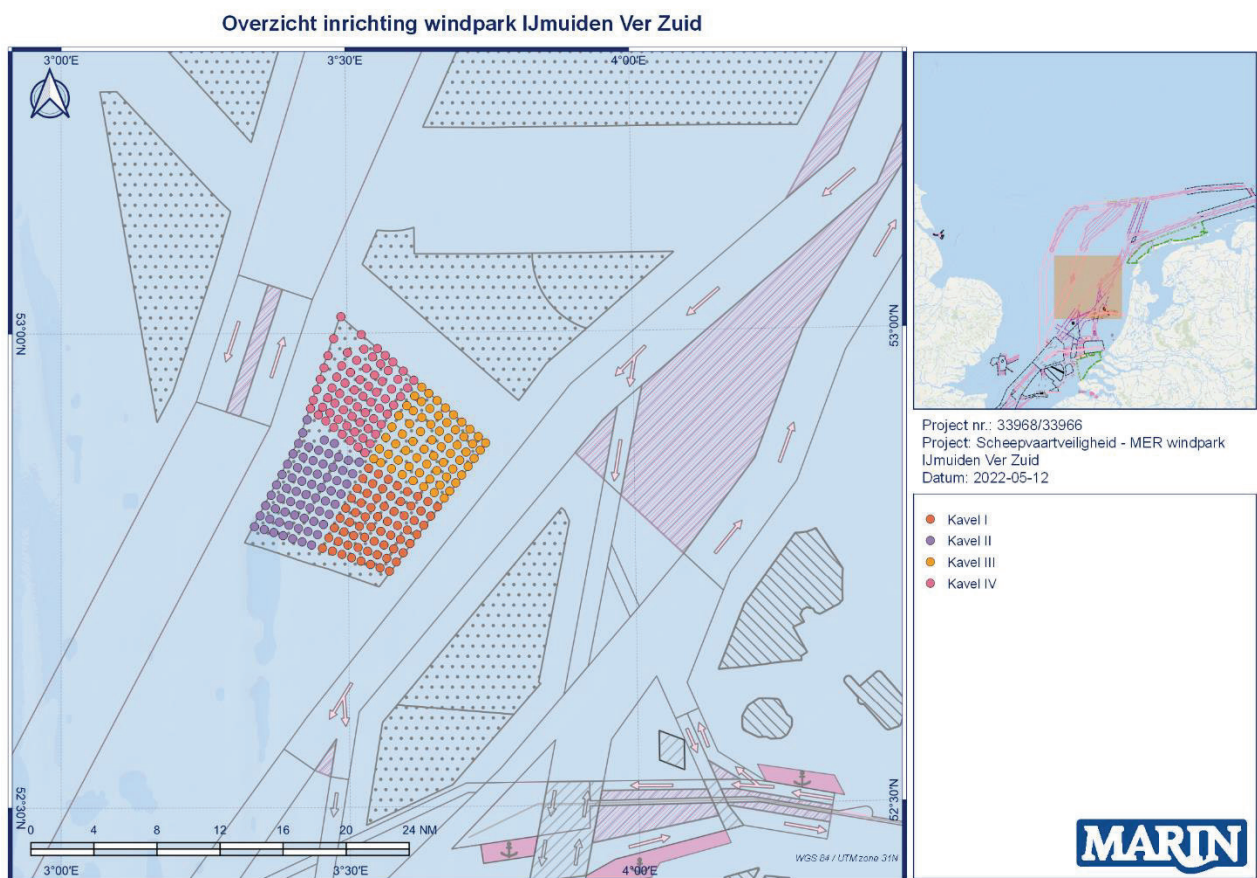 Overzicht inrichting windpark IJmuiden Ver Zuid
3°00'E
3°30'E
4°00'E
53°00'N
53°00'N
52°30'N
52°30'N
0 4 8 12 16 20 24 NM
WGS 84 / UTM zone 31N
3°00'E
3°30'E
4°00'E
Project nr.: 33968/33966
Project: Scheepvaartveiligheid - MER windpark
IJmuiden Ver Zuid
Datum: 2022-05-12
Kavel I
Kavel II
Kavel III
Kavel IV
MARIN